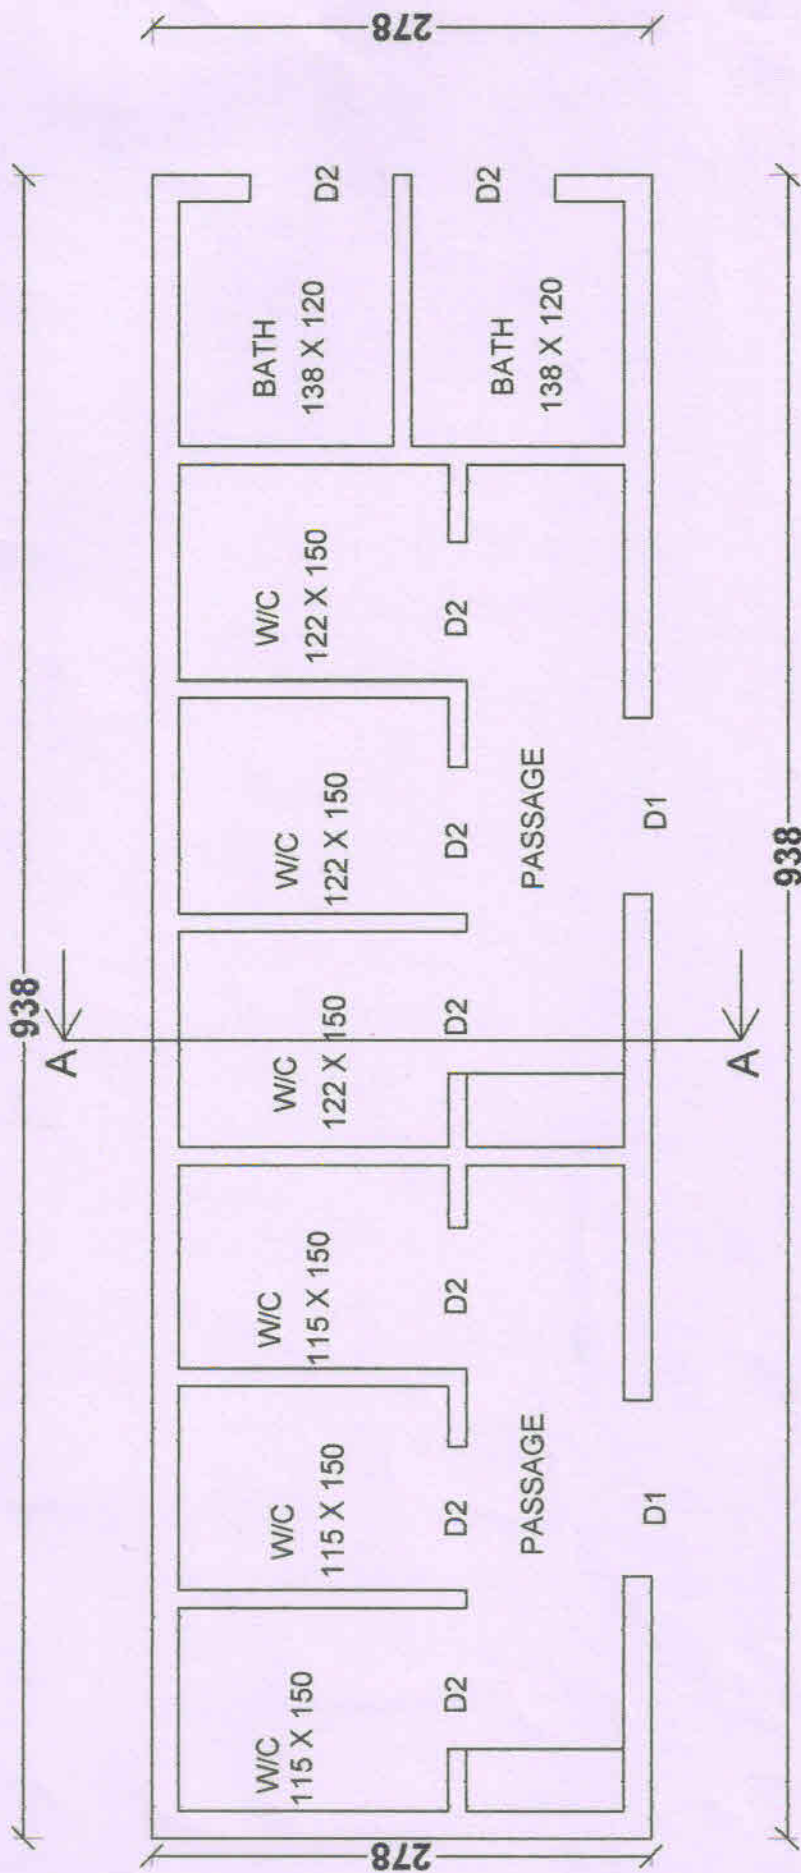 938
A
278
W/C
115 X 150
W/C
115 X 150
W/C
115 X 150
W/C
122 X 150
W/C
122 X 150
W/C
122 X 150
BATH
138 X 120
D2
278
D2
D2
D2
D2
D2
D2
BATH
138 X 120
D2
PASSAGE
PASSAGE
D1
D1
A
938